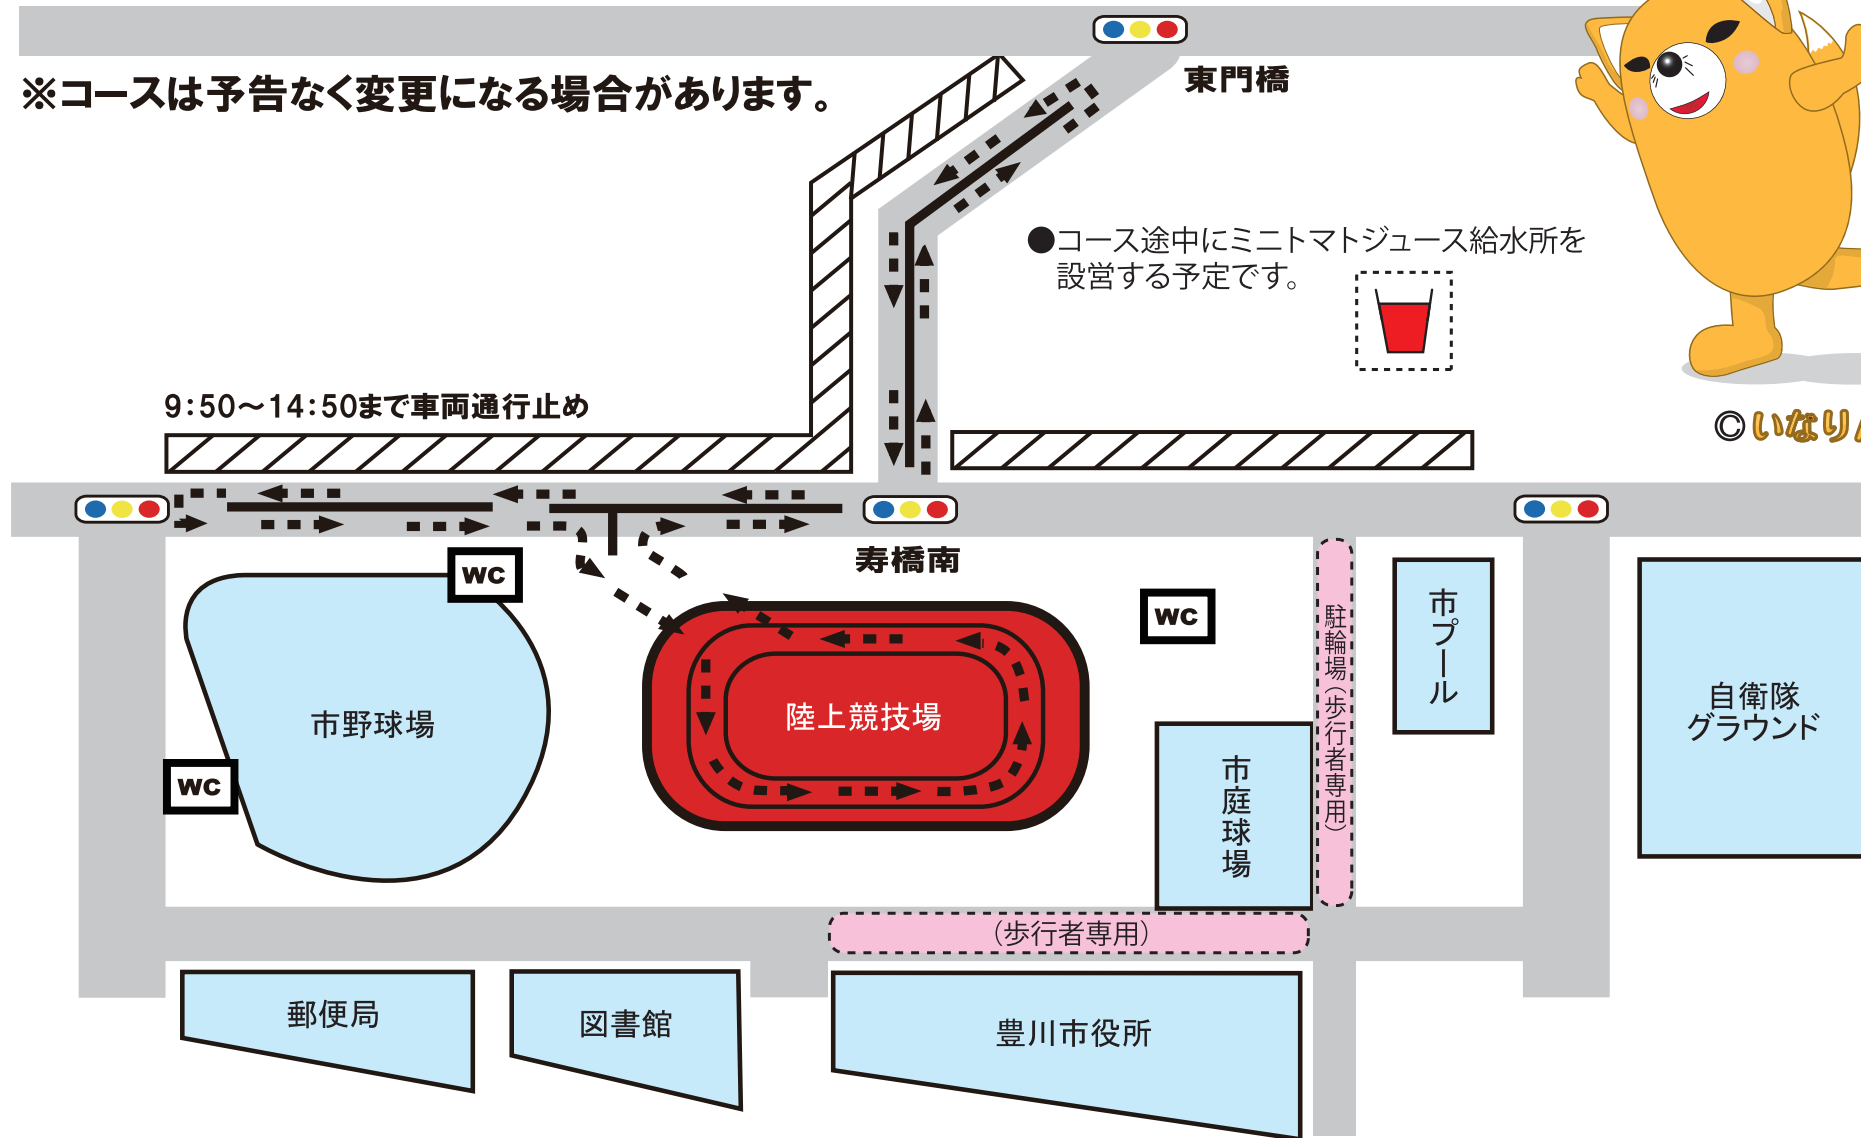 東門橋
※コースは予告なく変更になる場合があります。
●コース途中にミニトマトジュース給水所を
設営する予定です。
9:50～14:50まで車両通行止め
©いなりん
寿橋南
WC
WC
WC
市野球場
陸上競技場
市庭球場
駐輪場(歩行者専用)
市プール
自衛隊
グラウンド
(歩行者専用)
郵便局
図書館
豊川市役所